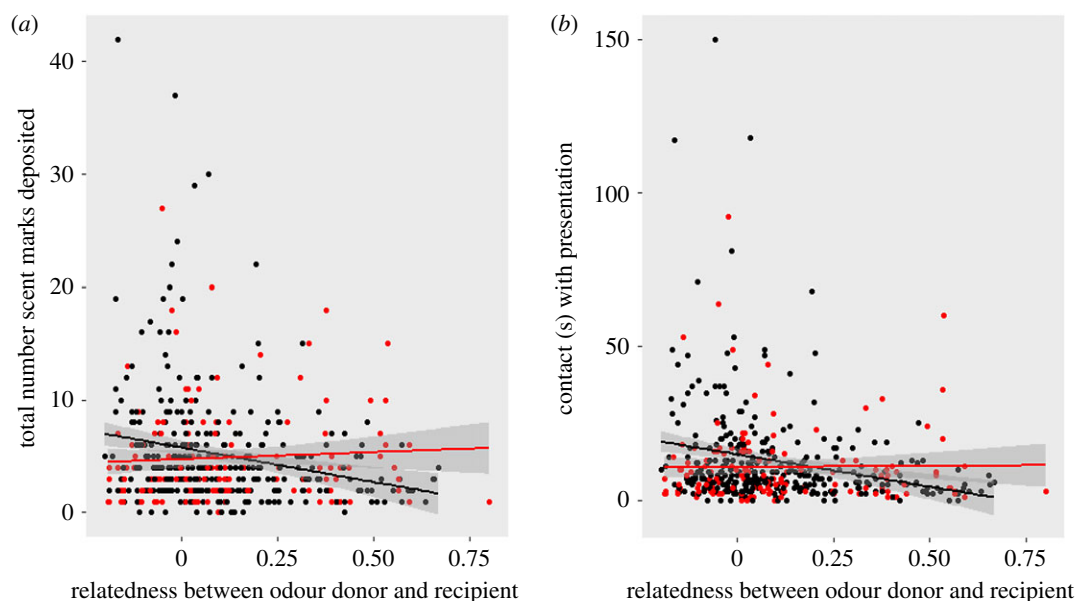 (a)
total number scent marks deposited
40
30
20
10
0
0
0.25
0.50
0.75
relatedness between odour donor and recipient
(b)
contact (s) with presentation
150
100
50
0
0
0.25
0.50
0.75
relatedness between odour donor and recipient